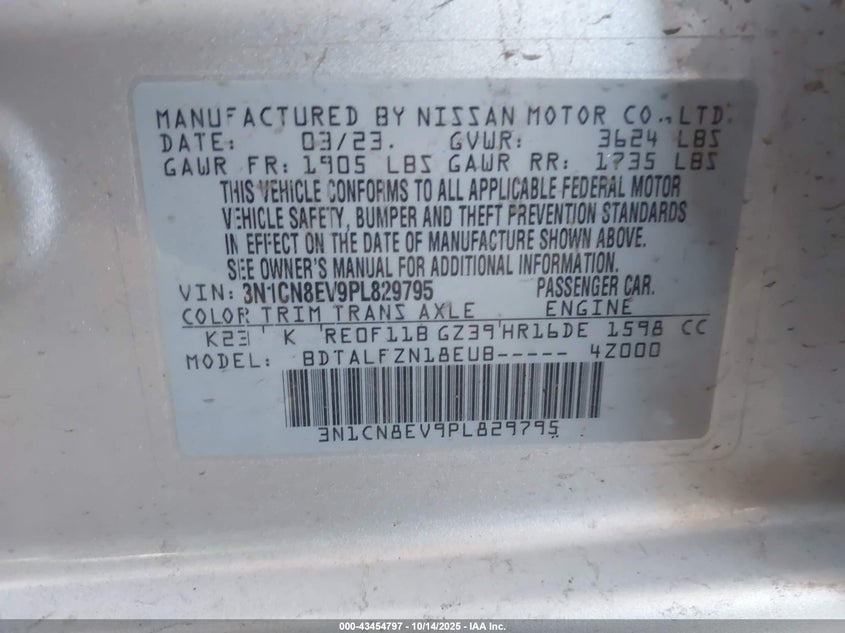 MANUFACTURED BY NISSAN MOTOR CO., LTD.
DATE: 03/23. GVWR: 3624 LBS
GAWR FR: 1905 LBS GAWR RR: 1735 LBS
THIS VEHICLE CONFORMS TO ALL APPLICABLE FEDERAL MOTOR
VEHICLE SAFETY, BUMPER AND THEFT PREVENTION STANDARDS
IN EFFECT ON THE DATE OF MANUFACTURE SHOWN ABOVE.
SEE OWNER'S MANUAL FOR ADDITIONAL INFORMATION.
VIN: 3N1CN8EV9PL829795 PASSENGER CAR.
COLOR TRIM TRANS AXLE ENGINE
K23 K RE0F11B GZ39 HR16DE 1598 CC
MODEL: BDTALFZN18EU8----- 4Z000
3N1CN8EV9PL829795
000-43454797 - 10/14/2025 - IAA Inc.